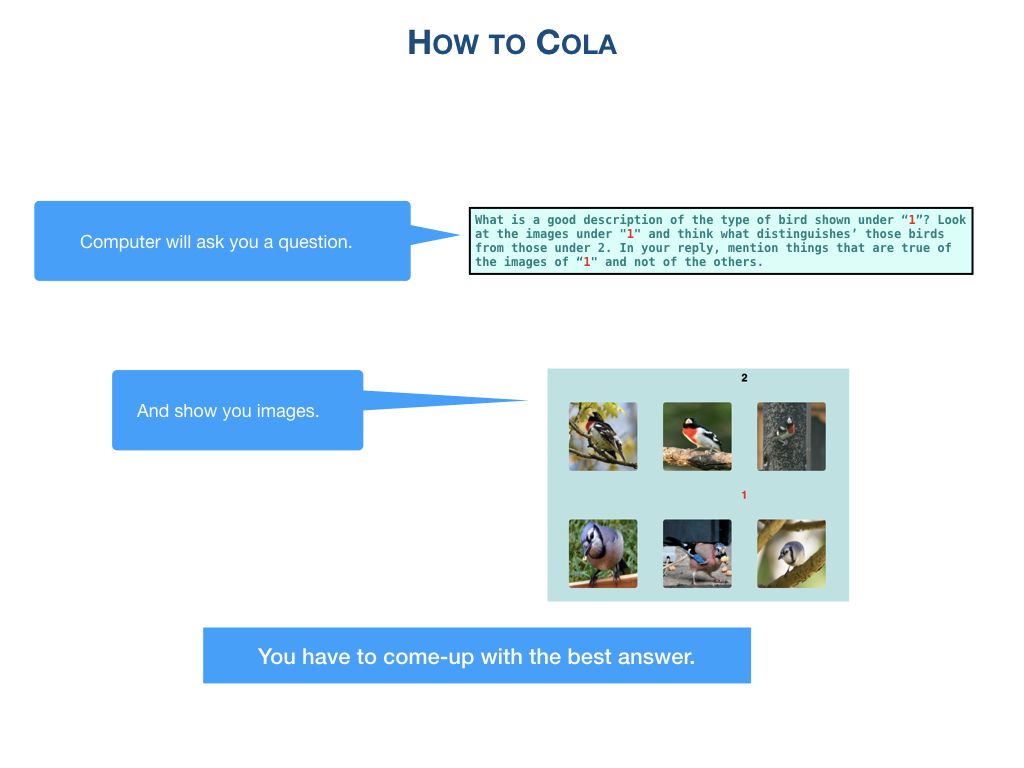 How to Cola
Computer will ask you a question.
What is a good description of the type of bird shown under “1”? Look
at the images under "1" and think what distinguishes’ those birds
from those under 2. In your reply, mention things that are true of
the images of “1" and not of the others.
And show you images.
2
1
You have to come-up with the best answer.